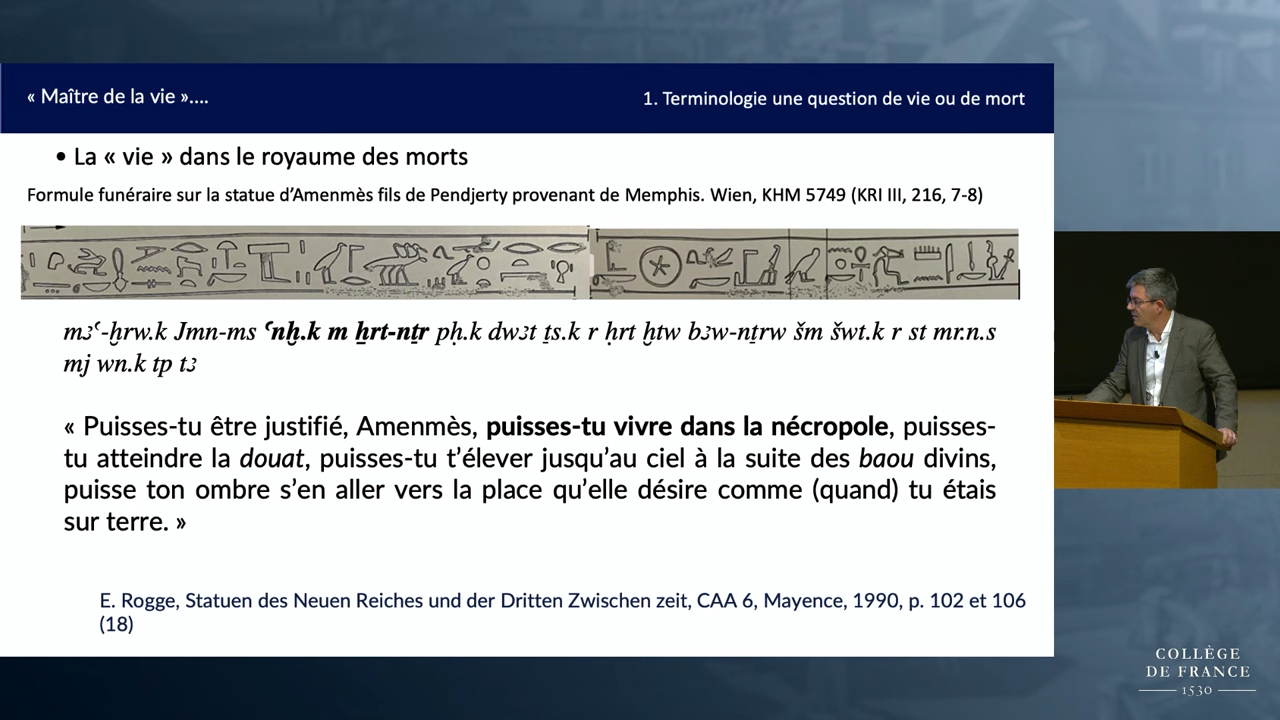 « Maître de la vie »....
1. Terminologie une question de vie ou de mort
• La « vie » dans le royaume des morts
Formule funéraire sur la statue d’Amenmès fils de Pendjerty provenant de Memphis. Wien, KHM 5749 (KRI III, 216, 7-8)
mꜣʿ-ḫrw.k Jmn-ms ʿnḫ.k m ẖrt-nṯr pḥ.k dwꜣt ṯs.k r ḥrt ḫtw bꜣw-nṯrw šm šwt.k r st mr.n.s
mj wn.k tp tꜣ
« Puisses-tu être justifié, Amenmès, puisses-tu vivre dans la nécropole, puisses-
tu atteindre la douat, puisses-tu t’élever jusqu’au ciel à la suite des baou divins,
puisse ton ombre s’en aller vers la place qu’elle désire comme (quand) tu étais
sur terre. »
E. Rogge, Statuen des Neuen Reiches und der Dritten Zwischen zeit, CAA 6, Mayence, 1990, p. 102 et 106
(18)
COLLÈGE
DE FRANCE
1530